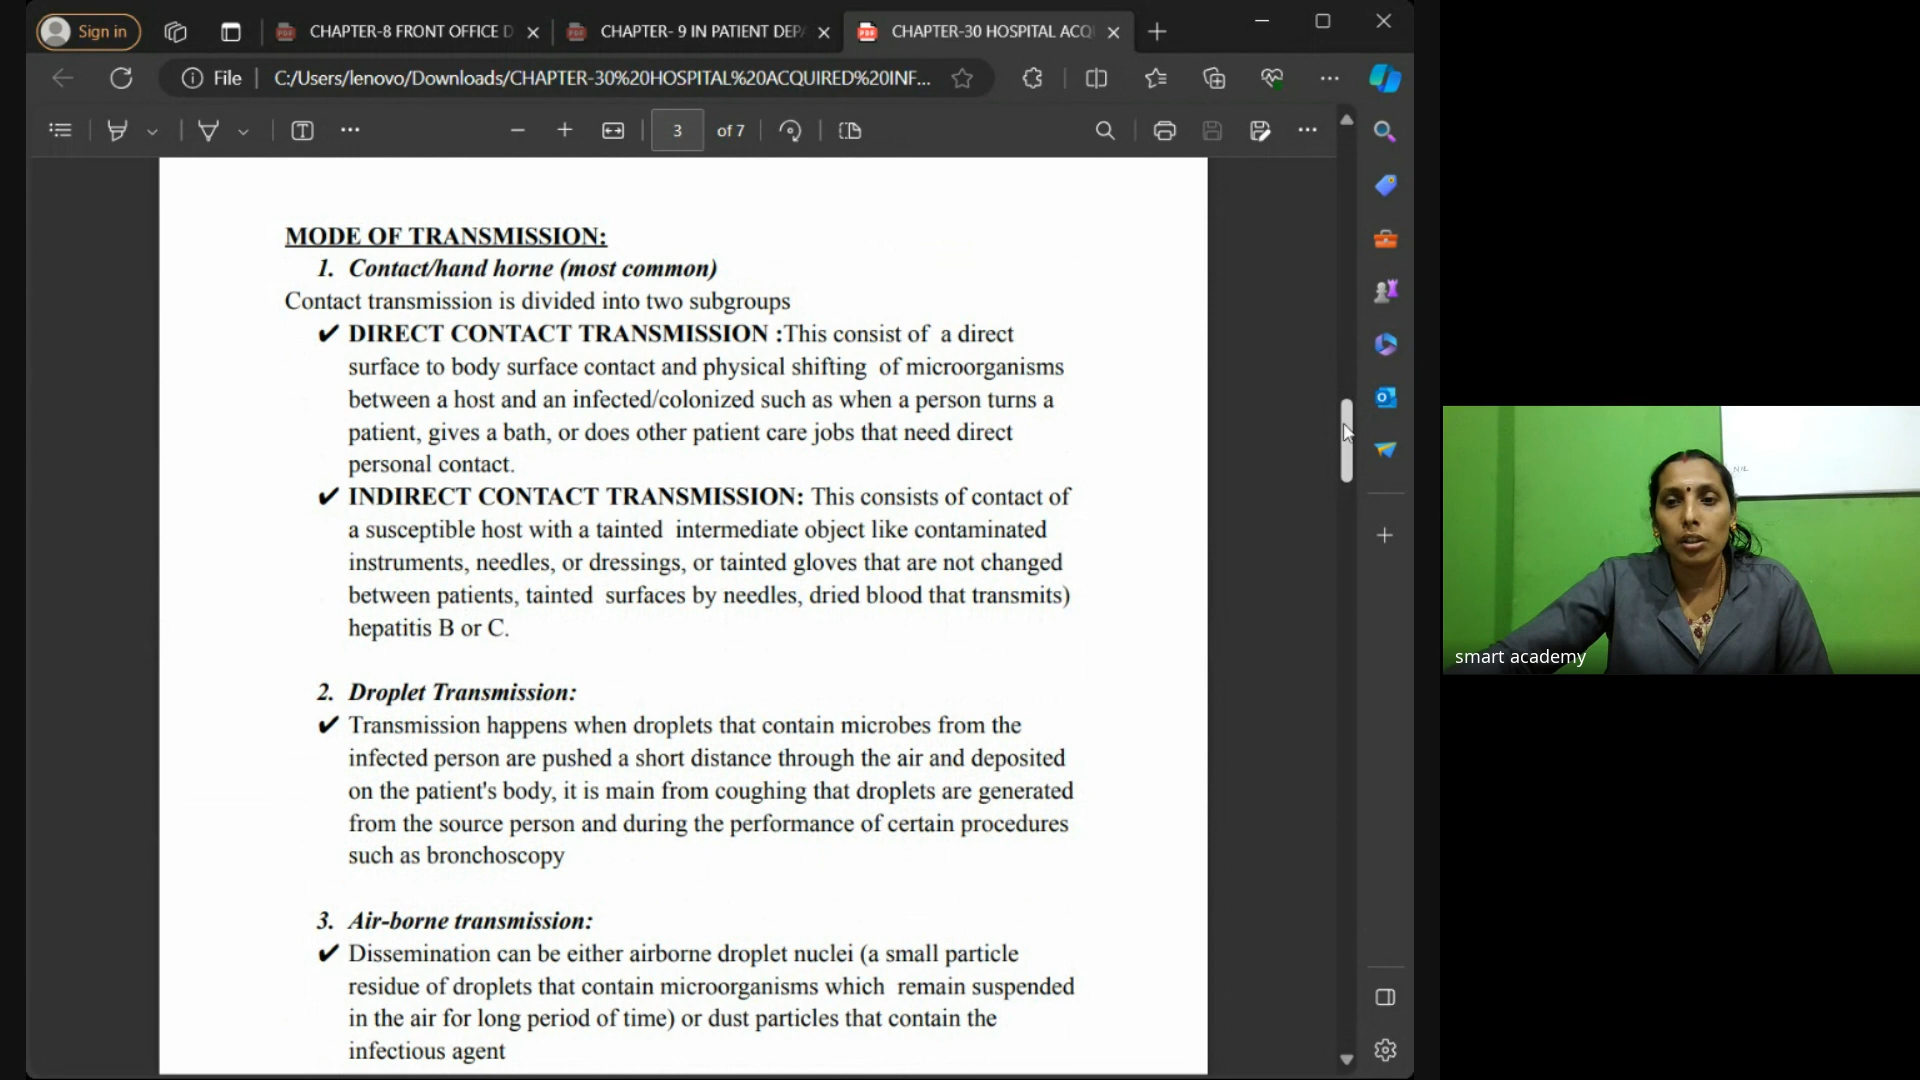 Sign in
CHAPTER-8 FRONT OFFICE D
CHAPTER- 9 IN PATIENT DEP
CHAPTER-30 HOSPITAL ACQ
File
C:/Users/lenovo/Downloads/CHAPTER-30%20HOSPITAL%20ACQUIRED%20INF...
3 of 7
MODE OF TRANSMISSION:
1. Contact/hand horne (most common)
Contact transmission is divided into two subgroups
✔ DIRECT CONTACT TRANSMISSION :This consist of a direct
surface to body surface contact and physical shifting of microorganisms
between a host and an infected/colonized such as when a person turns a
patient, gives a bath, or does other patient care jobs that need direct
personal contact.
✔ INDIRECT CONTACT TRANSMISSION: This consists of contact of
a susceptible host with a tainted intermediate object like contaminated
instruments, needles, or dressings, or tainted gloves that are not changed
between patients, tainted surfaces by needles, dried blood that transmits)
hepatitis B or C.
2. Droplet Transmission:
✔ Transmission happens when droplets that contain microbes from the
infected person are pushed a short distance through the air and deposited
on the patient's body, it is main from coughing that droplets are generated
from the source person and during the performance of certain procedures
such as bronchoscopy
3. Air-borne transmission:
✔ Dissemination can be either airborne droplet nuclei (a small particle
residue of droplets that contain microorganisms which remain suspended
in the air for long period of time) or dust particles that contain the
infectious agent
smart academy